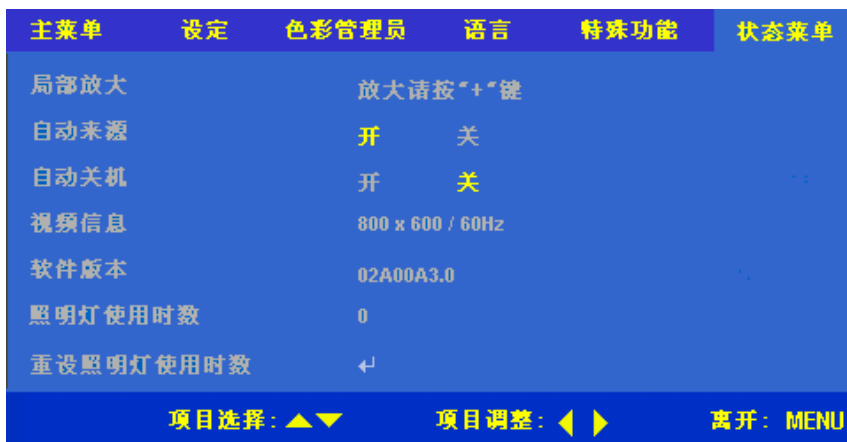 主菜单 设定 色彩管理员 语言 特殊功能 状态菜单
局部放大 放大请按“+”键
自动来源 开 关
自动关机 开 关
视频信息 800 x 600 / 60Hz
软件版本 02A00A3.0
照明灯使用时数 0
重设照明灯使用时数 ↵
项目选择:▲▼ 项目调整:◀ ▶ 离开: MENU